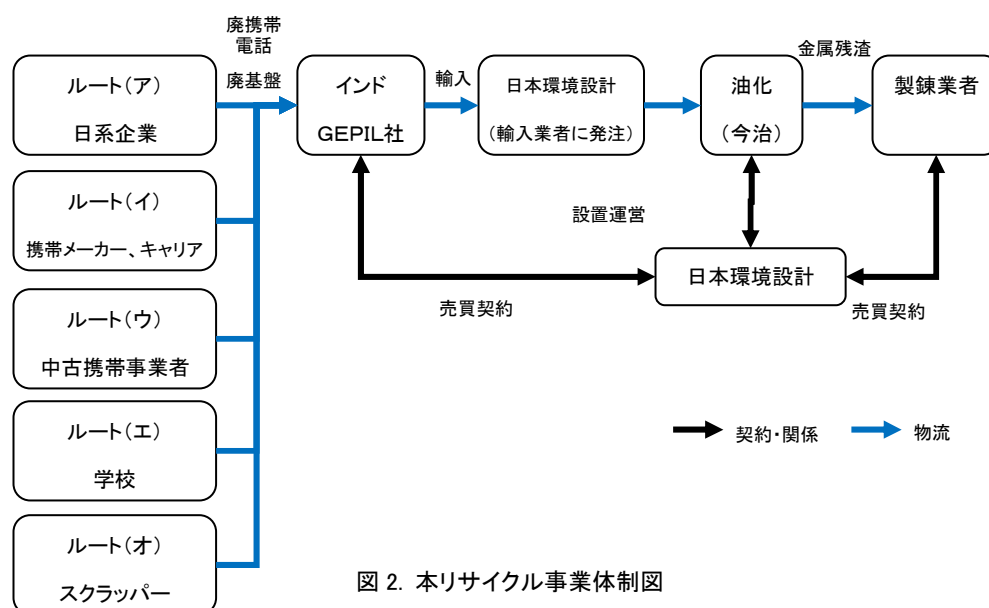 廃携帯
電話
廃基盤
ルート（ア）
日系企業
ルート（イ）
携帯メーカー、キャリア
ルート（ウ）
中古携帯事業者
ルート（エ）
学校
ルート（オ）
スクラッパー
インド
GEPIL社
輸入
日本環境設計
（輸入業者に発注）
油化
（今治）
金属残渣
製錬業者
設置運営
日本環境設計
売買契約
売買契約
契約・関係
物流
図 2. 本リサイクル事業体制図